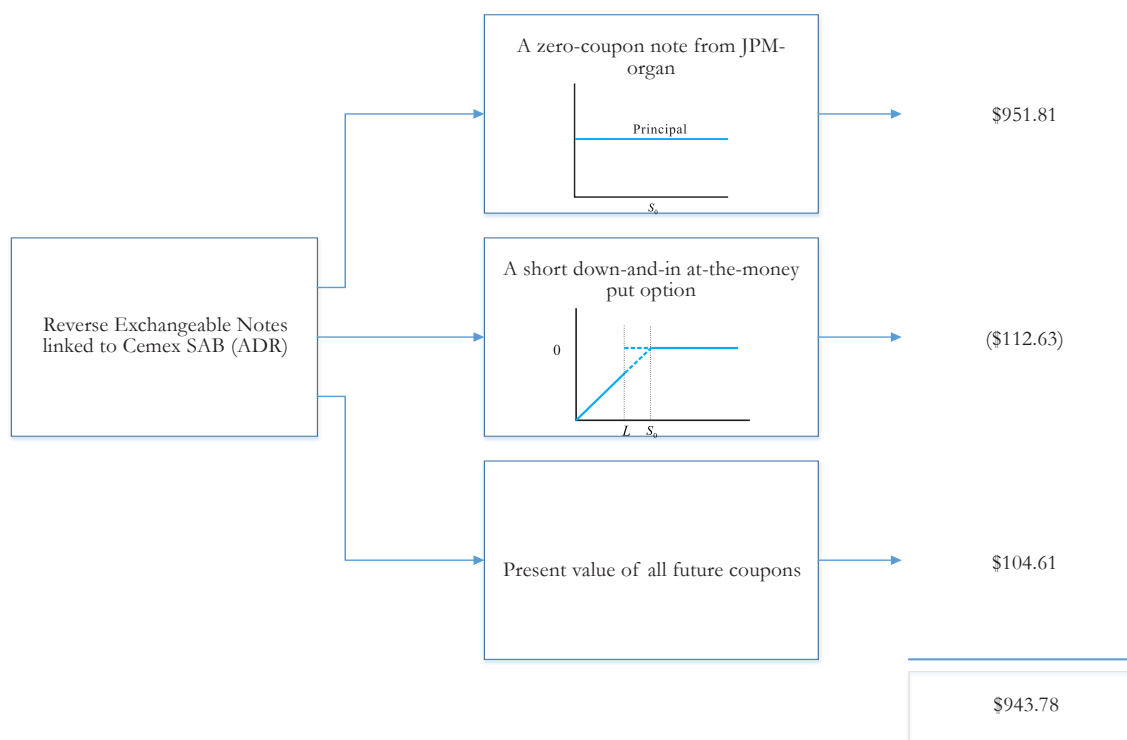 A zero-coupon note from JPM-
organ
Principal
S₀
$951.81
Reverse Exchangeable Notes
linked to Cemex SAB (ADR)
A short down-and-in at-the-money
put option
0
L S₀
($112.63)
Present value of all future coupons
$104.61
$943.78